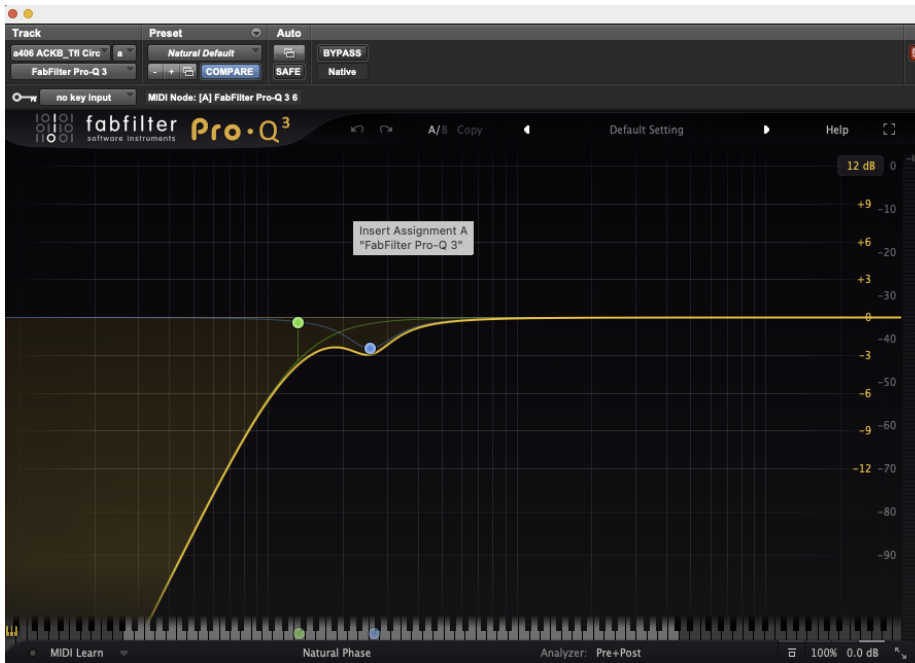 Track Preset Auto
a406 ACKB_Tfl Circ a Natural Default BYPASS
FabFilter Pro-Q 3 - + COMPARE SAFE Native
no key input MIDI Node: [A] FabFilter Pro-Q 3 6
fabfilter
software instruments
Pro·Q³
A/B Copy Default Setting Help
12 dB 0
+9 -10
+6 -20
+3 -30
0 -40
-3 -50
-6 -60
-9
-12 -70
-80
-90
Insert Assignment A
"FabFilter Pro-Q 3"
MIDI Learn Natural Phase Analyzer: Pre+Post 100% 0.0 dB